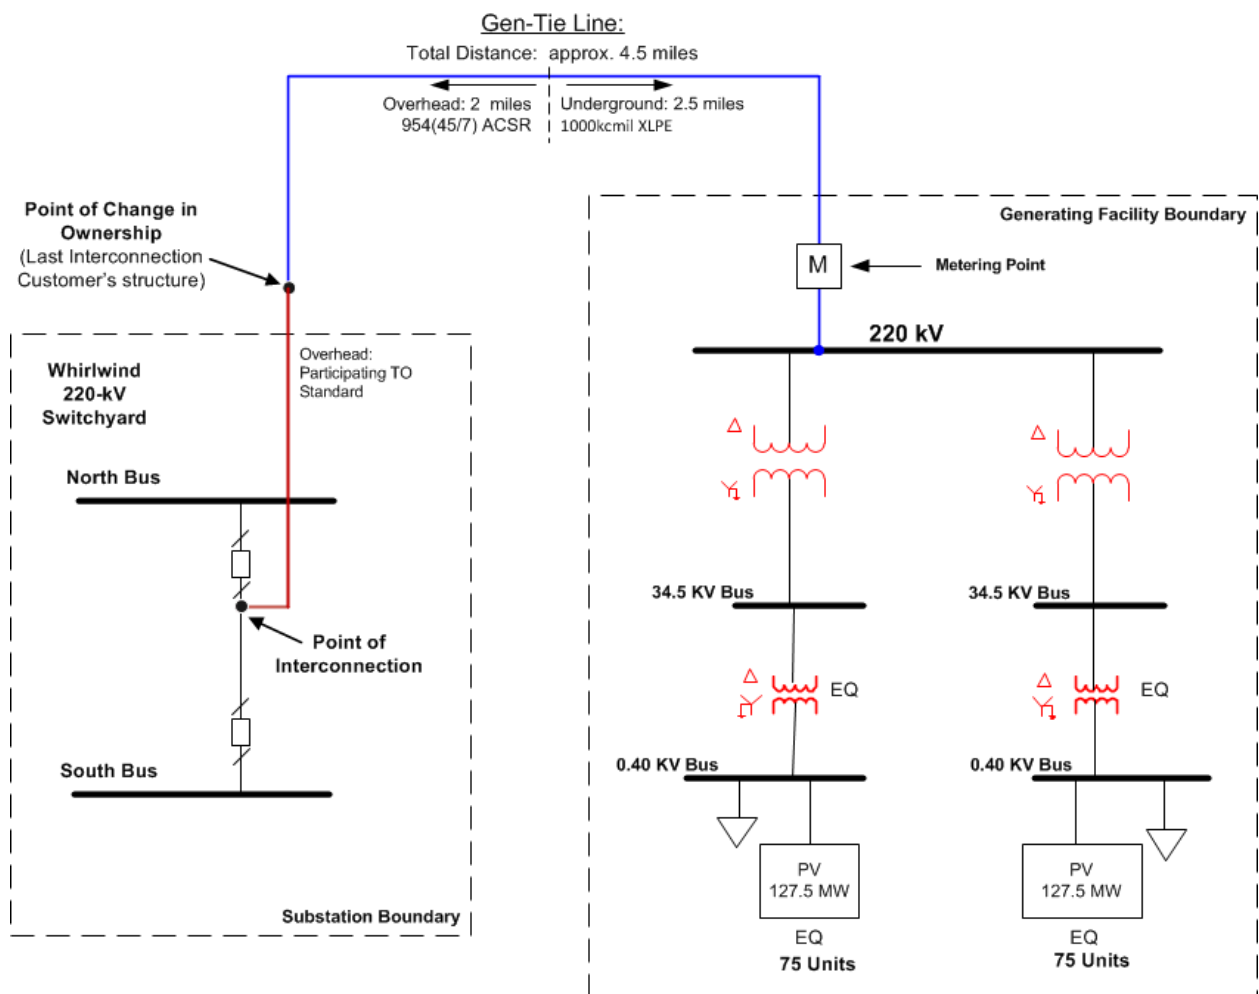 Gen-Tie Line:
Total Distance: approx. 4.5 miles
Overhead: 2 miles
954(45/7) ACSR
Underground: 2.5 miles
1000kcmil XLPE
Point of Change in
Ownership
(Last Interconnection
Customer's structure)
Generating Facility Boundary
M
Metering Point
220 kV
Whirlwind
220-kV
Switchyard
Overhead:
Participating TO
Standard
North Bus
Point of
Interconnection
South Bus
Substation Boundary
34.5 KV Bus
34.5 KV Bus
EQ
EQ
0.40 KV Bus
0.40 KV Bus
PV
127.5 MW
PV
127.5 MW
EQ
75 Units
EQ
75 Units